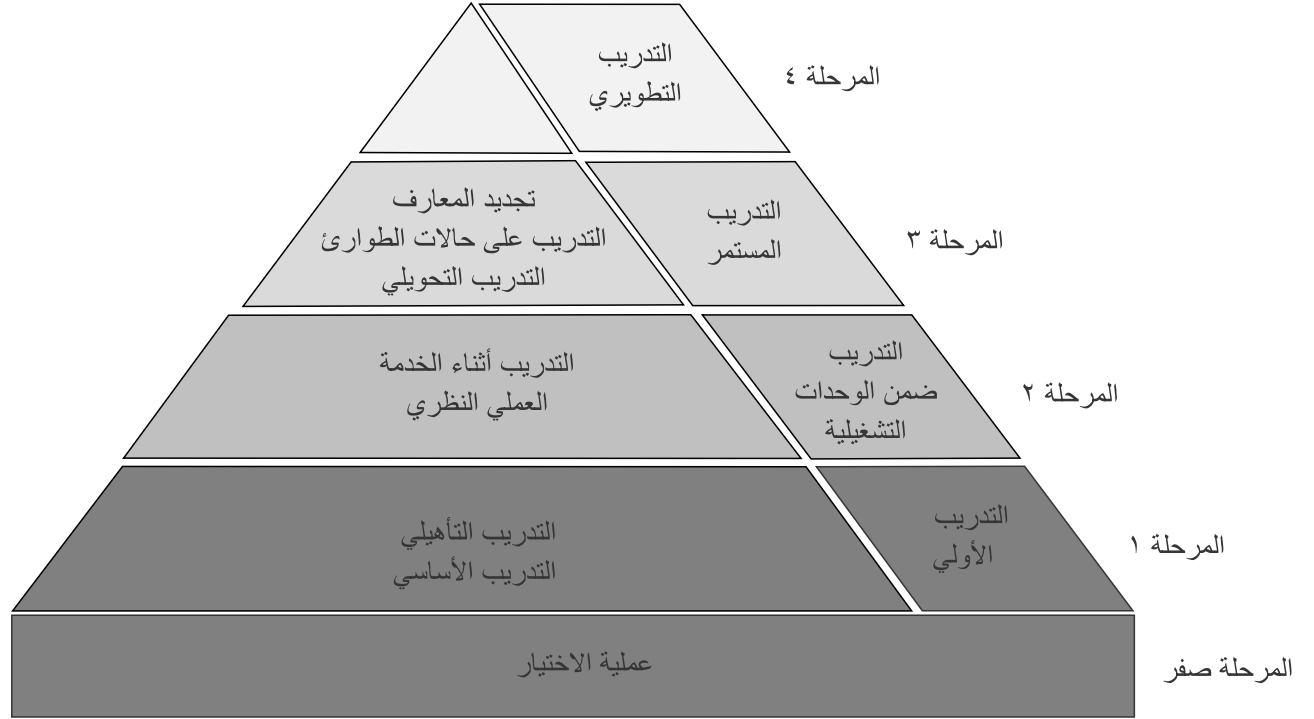 المرحلة ٤
التدريب
التطويري
المرحلة ٣
التدريب
المستمر
تجديد المعارف
التدريب على حالات الطوارئ
التدريب التحويلي
المرحلة ٢
التدريب
ضمن الوحدات
التشغيلية
التدريب أثناء الخدمة
العملي النظري
المرحلة ١
التدريب
الأولي
التدريب التأهيلي
التدريب الأساسي
المرحلة صفر
عملية الاختيار